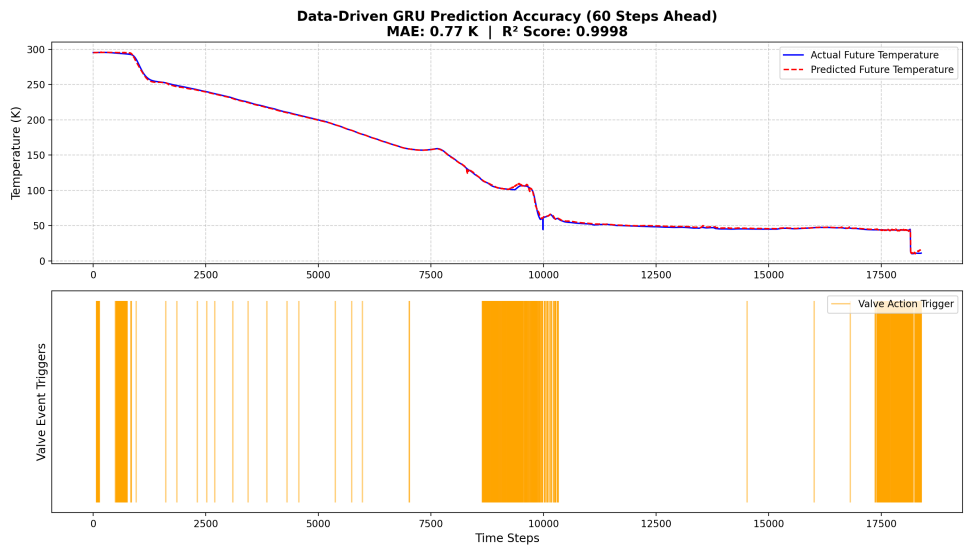 Data-Driven GRU Prediction Accuracy (60 Steps Ahead)
MAE: 0.77 K | R² Score: 0.9998
Temperature (K)
300
250
200
150
100
50
0
Actual Future Temperature
Predicted Future Temperature
0 2500 5000 7500 10000 12500 15000 17500
Valve Event Triggers
Valve Action Trigger
0 2500 5000 7500 10000 12500 15000 17500
Time Steps